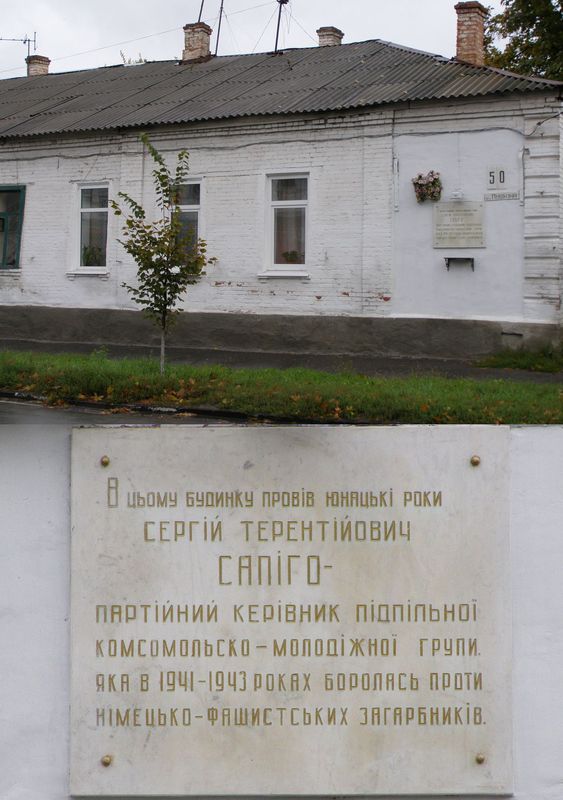 50
В цьому будинку провів юнацькі роки
СЕРГІЙ ТЕРЕНТІЙОВИЧ
САПІГО-
ПАРТІЙНИЙ КЕРІВНИК ПІДПІЛЬНОЇ
КОМСОМОЛЬСКО-МОЛОДІЖНОЇ ГРУПИ.
ЯКА В 1941-1943 РОКАХ БОРОЛАСЬ ПРОТИ
НІМЕЦЬКО-ФАШИСТСЬКИХ ЗАГАРБНИКІВ.